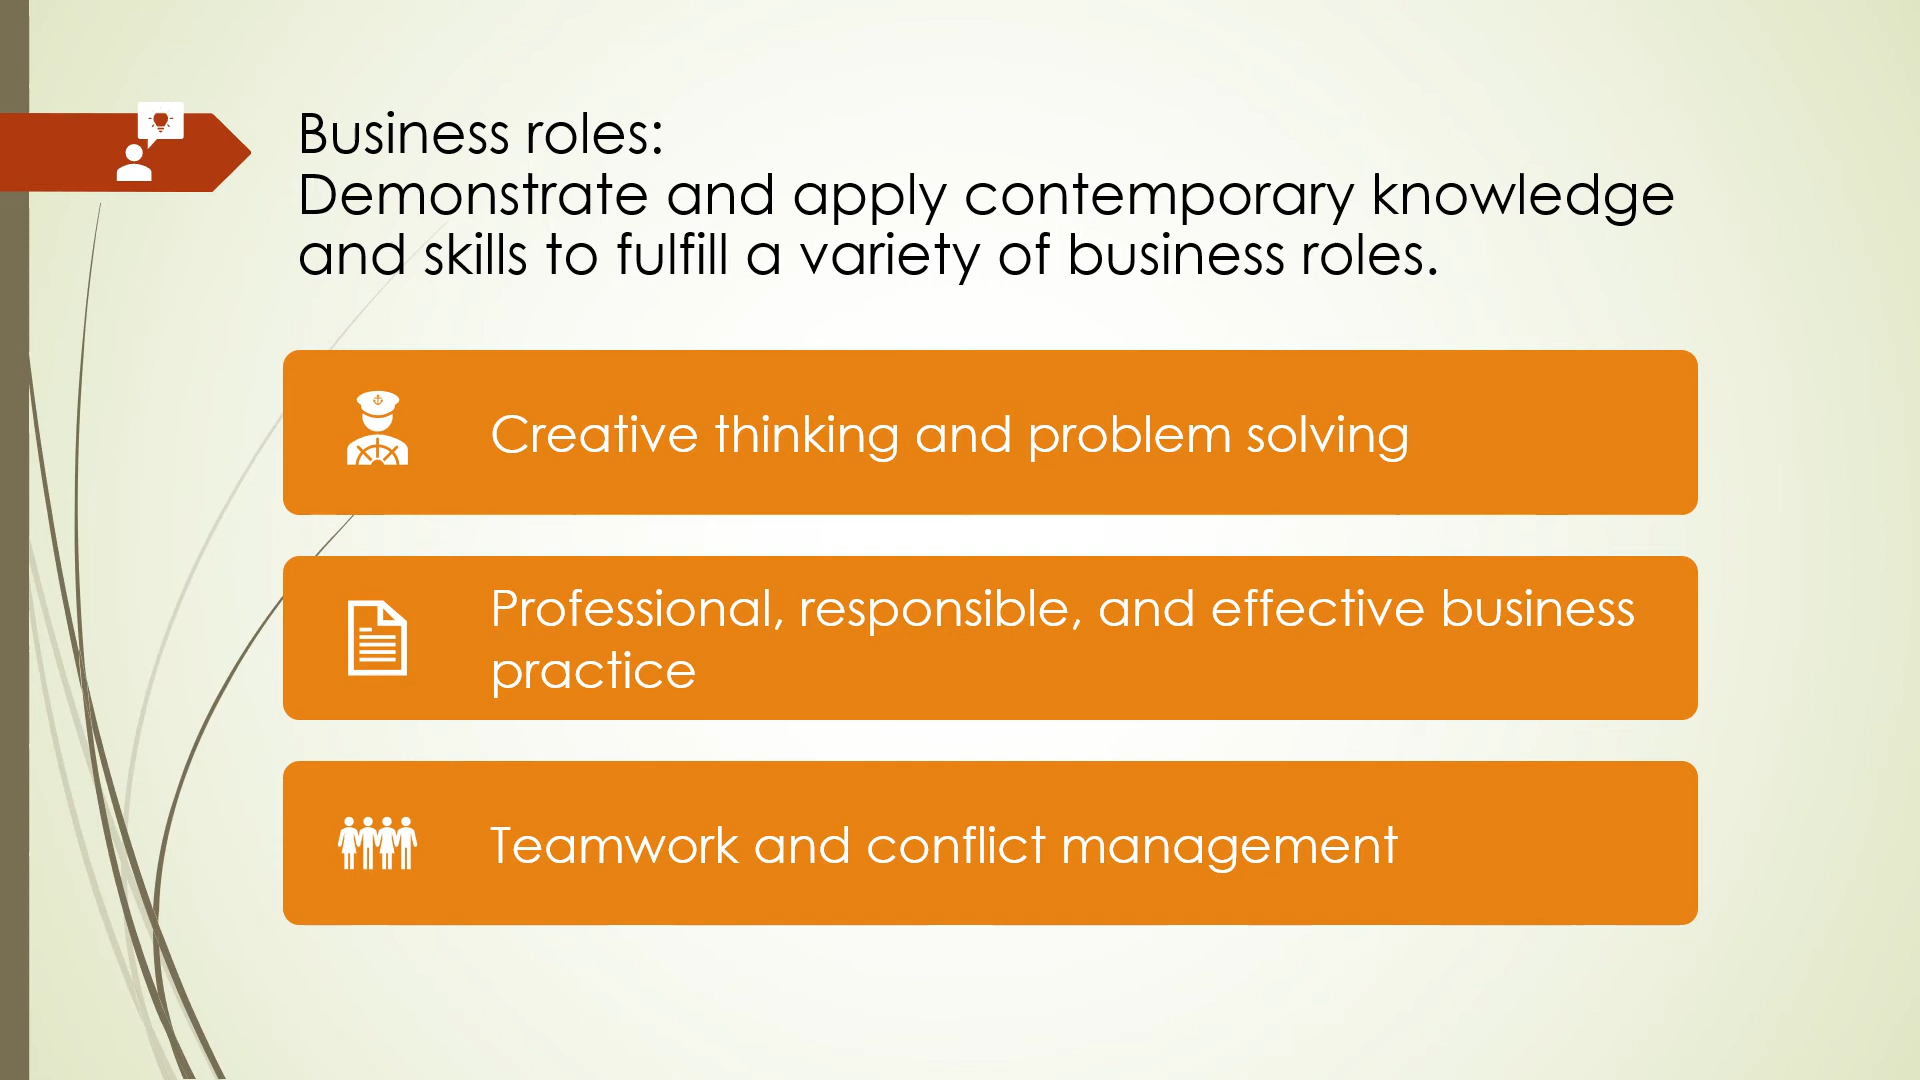 Business roles:
Demonstrate and apply contemporary knowledge
and skills to fulfill a variety of business roles.
Creative thinking and problem solving
Professional, responsible, and effective business
practice
Teamwork and conflict management